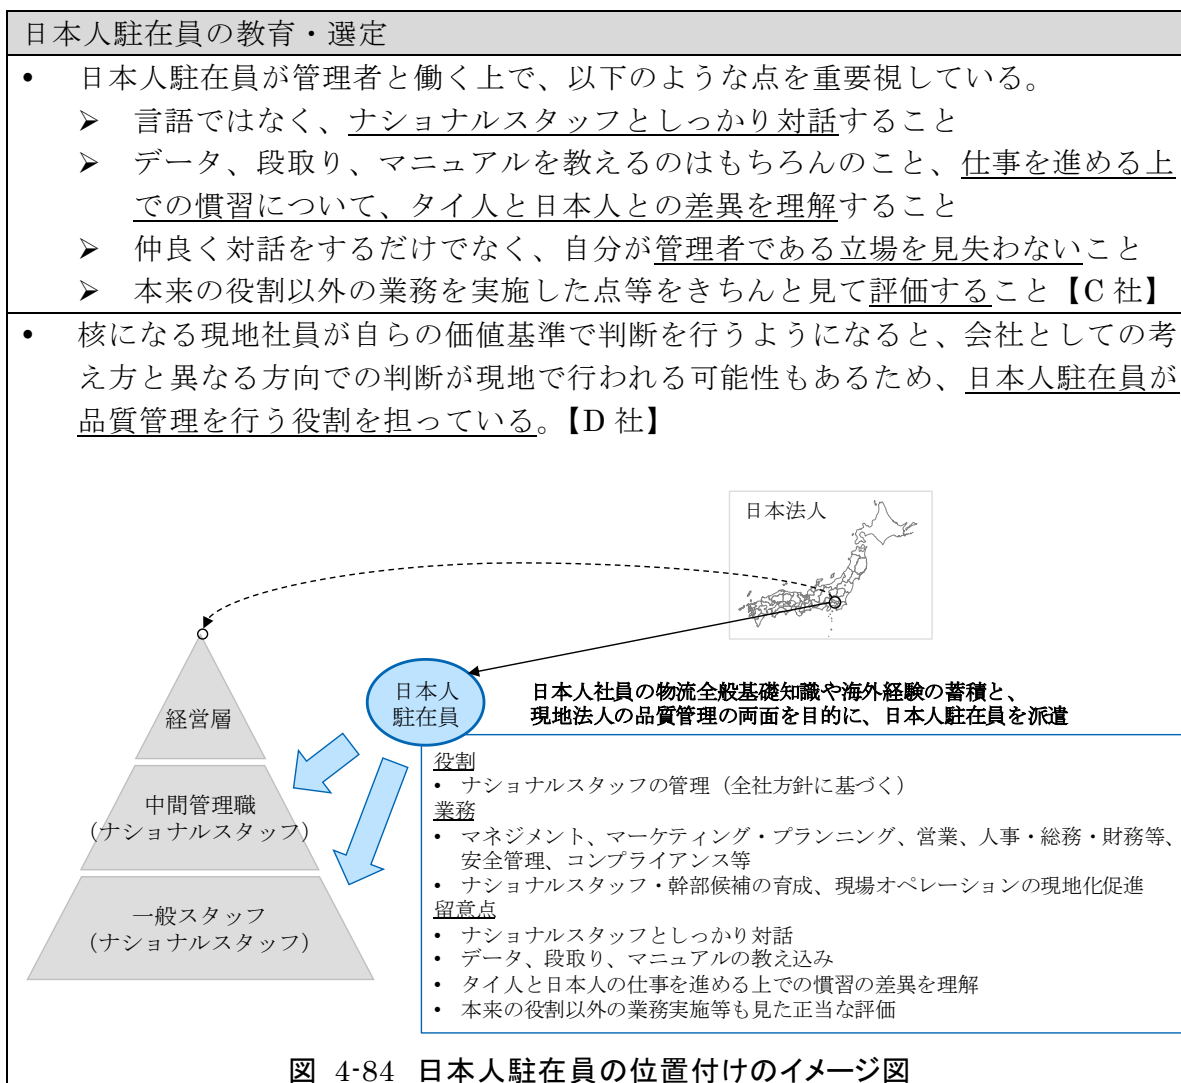 日本人駐在員の教育・選定
• 日本人駐在員が管理者と働く上で、以下のような点を重要視している。
➢ 言語ではなく、ナショナルスタッフとしっかり対話すること
➢ データ、段取り、マニュアルを教えるのはもちろんのこと、仕事を進める上
での慣習について、タイ人と日本人との差異を理解すること
➢ 仲良く対話をするだけでなく、自分が管理者である立場を見失わないこと
➢ 本来の役割以外の業務を実施した点等をきちんと見て評価すること【C 社】
• 核になる現地社員が自らの価値基準で判断を行うようになると、会社としての考
え方と異なる方向での判断が現地で行われる可能性もあるため、日本人駐在員が
品質管理を行う役割を担っている。【D 社】
日本法人
経営層
中間管理職
（ナショナルスタッフ）
一般スタッフ
（ナショナルスタッフ）
日本人
駐在員
日本人社員の物流全般基礎知識や海外経験の蓄積と、
現地法人の品質管理の両面を目的に、日本人駐在員を派遣
役割
• ナショナルスタッフの管理（全社方針に基づく）
業務
• マネジメント、マーケティング・プランニング、営業、人事・総務・財務等、
安全管理、コンプライアンス等
• ナショナルスタッフ・幹部候補の育成、現場オペレーションの現地化促進
留意点
• ナショナルスタッフとしっかり対話
• データ、段取り、マニュアルの教え込み
• タイ人と日本人の仕事を進める上での慣習の差異を理解
• 本来の役割以外の業務実施等も見た正当な評価
図 4-84 日本人駐在員の位置付けのイメージ図